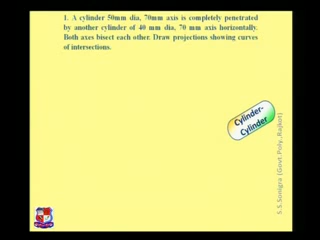 1. A cylinder 50mm dia, 70mm axis is completely penetrated
by another cylinder of 40 mm dia, 70 mm axis horizontally.
Both axes bisect each other. Draw projections showing curves
of intersections.
Cylinder-
Cylinder
S.S.Sonigra (Govt.Poly.,Rajkot)